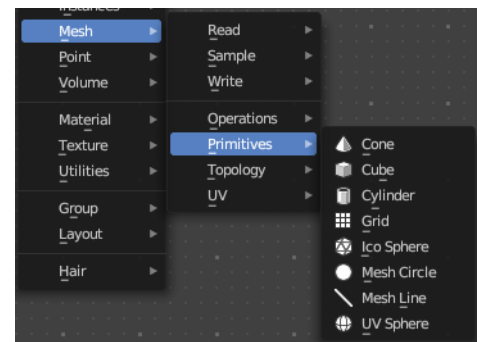 Mesh
Point
Volume
Material
Texture
Utilities
Group
Layout
Hair
Read
Sample
Write
Operations
Primitives
Topology
UV
Cone
Cube
Cylinder
Grid
Ico Sphere
Mesh Circle
Mesh Line
UV Sphere